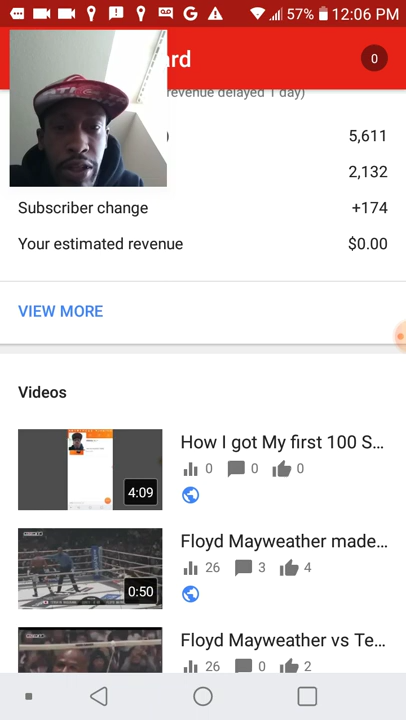 57% 12:06 PM
ard
0
revenue delayed 1 day)
) 5,611
2,132
Subscriber change +174
Your estimated revenue $0.00
VIEW MORE
Videos
How I got My first 100 S...
0 0 0
4:09
Floyd Mayweather made...
26 3 4
0:50
Floyd Mayweather vs Te...
26 0 2